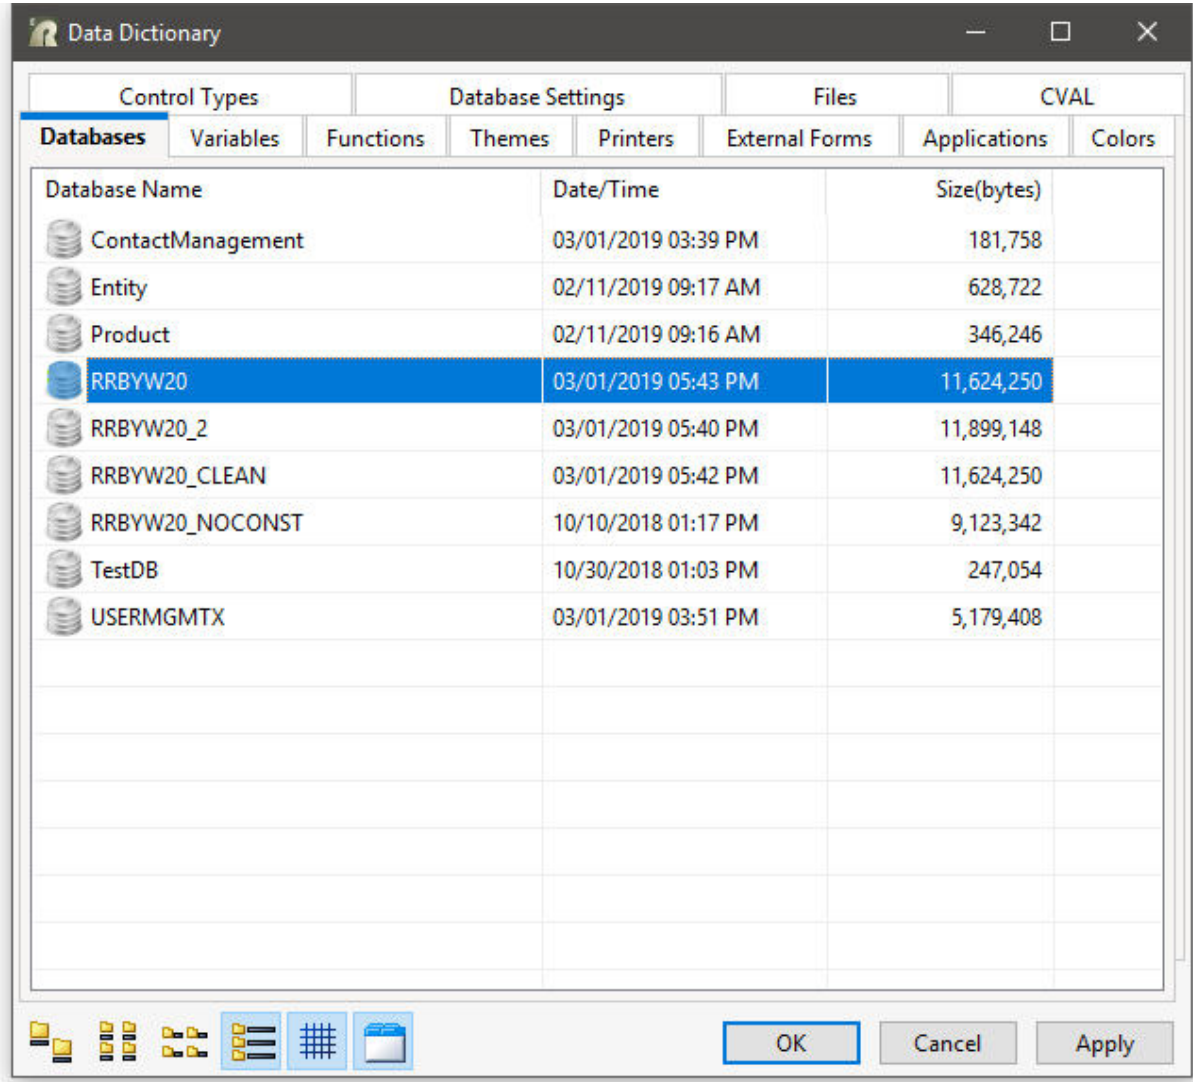 Data Dictionary
Control Types Database Settings Files CVAL
Databases Variables Functions Themes Printers External Forms Applications Colors
Database Name Date/Time Size(bytes)
ContactManagement 03/01/2019 03:39 PM 181,758
Entity 02/11/2019 09:17 AM 628,722
Product 02/11/2019 09:16 AM 346,246
RRBYW20 03/01/2019 05:43 PM 11,624,250
RRBYW20_2 03/01/2019 05:40 PM 11,899,148
RRBYW20_CLEAN 03/01/2019 05:42 PM 11,624,250
RRBYW20_NOCONST 10/10/2018 01:17 PM 9,123,342
TestDB 10/30/2018 01:03 PM 247,054
USERMGMTX 03/01/2019 03:51 PM 5,179,408
OK Cancel Apply